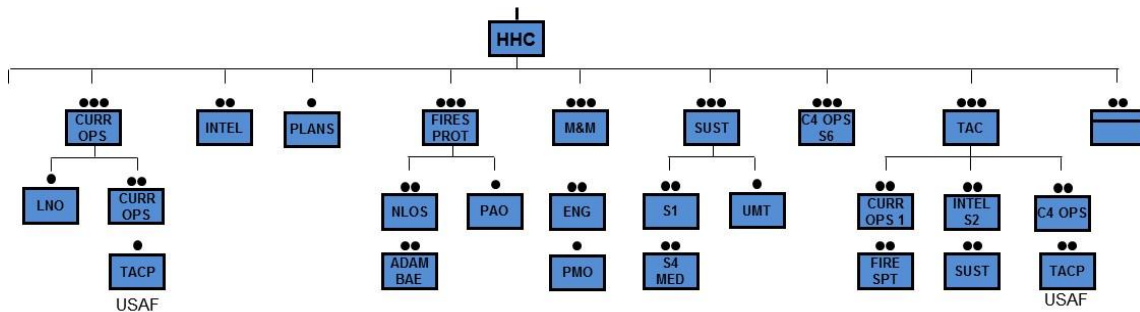 HHC
CURR
OPS
INTEL
PLANS
FIRES
PROT
M&M
SUST
C4 OPS
S6
TAC
LNO
CURR
OPS
NLOS
PAO
ENG
S1
UMT
CURR
OPS 1
INTEL
S2
C4 OPS
TACP
ADAM
BAE
PMO
S4
MED
FIRE
SPT
SUST
TACP
USAF
USAF